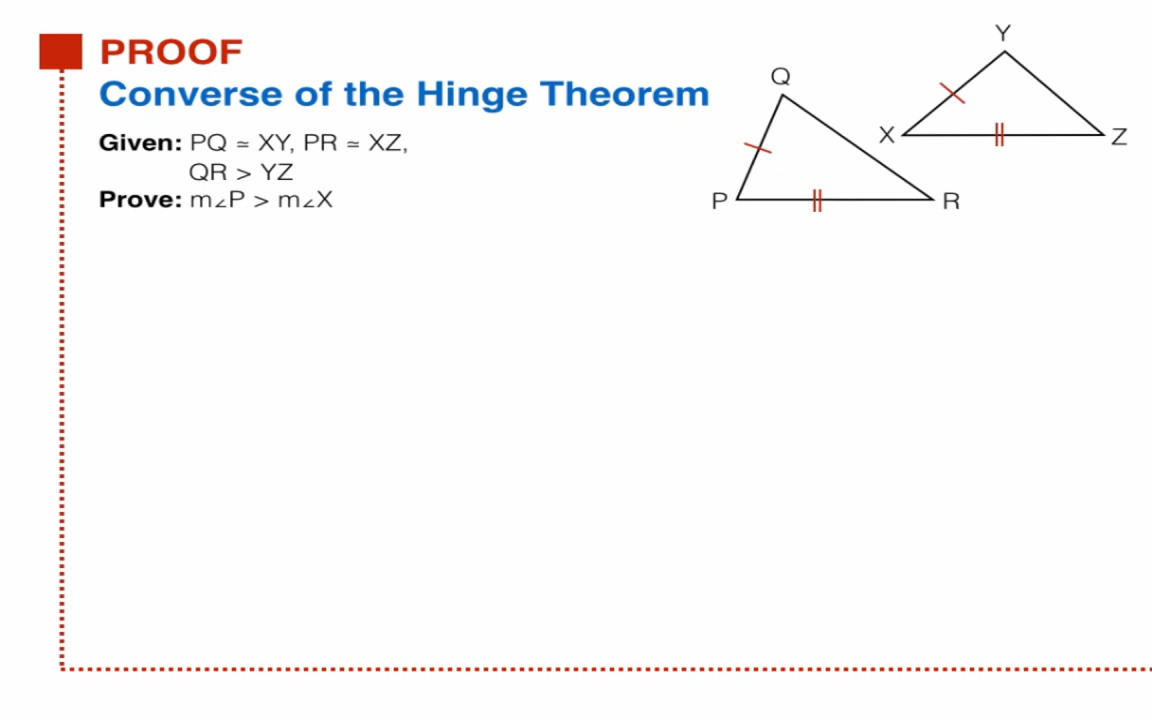 PROOF
Converse of the Hinge Theorem
Given: PQ ≃ XY, PR ≃ XZ,
QR > YZ
Prove: m∠P > m∠X
Y
Q
X
Z
P
R